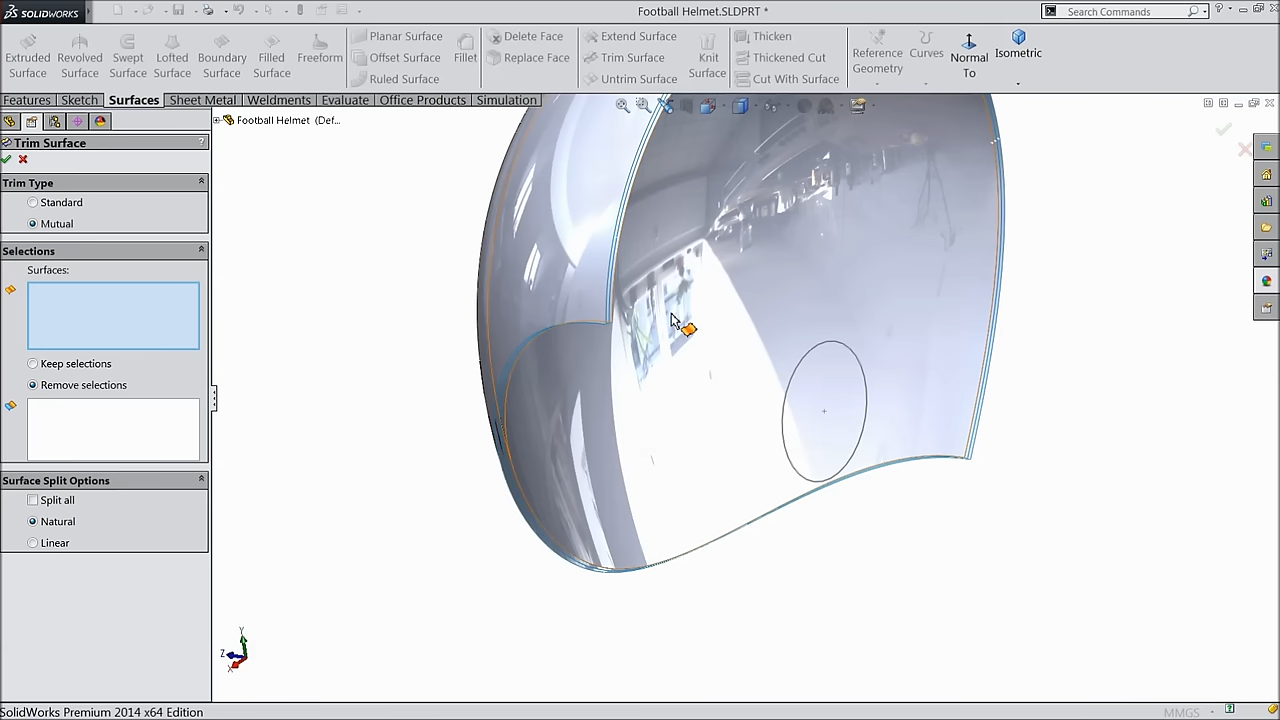 SOLIDWORKS
Football Helmet.SLDPRT *
Search Commands
?
Extruded Surface
Revolved Surface
Swept Surface
Lofted Surface
Boundary Surface
Filled Surface
Freeform
Planar Surface
Offset Surface
Ruled Surface
Fillet
Delete Face
Replace Face
Extend Surface
Trim Surface
Untrim Surface
Knit Surface
Thicken
Thickened Cut
Cut With Surface
Reference Geometry
Curves
Normal To
Isometric
Features
Sketch
Surfaces
Sheet Metal
Weldments
Evaluate
Office Products
Simulation
Football Helmet (Def...
Trim Surface
?
Trim Type
Standard
Mutual
Selections
Surfaces:
Keep selections
Remove selections
Surface Split Options
Split all
Natural
Linear
Y
Z
X
SolidWorks Premium 2014 x64 Edition
MMGS